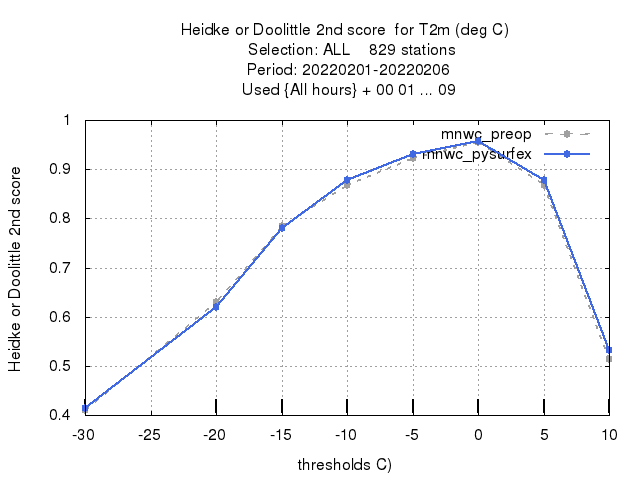 Heidke or Doolittle 2nd score  for T2m (deg C)
Selection: ALL    829 stations
Period: 20220201-20220206
Used {All hours} + 00 01 ... 09
mnwc_preop
mnwc_pysurfex
Heidke or Doolittle 2nd score
1
0.9
0.8
0.7
0.6
0.5
0.4
-30 -25 -20 -15 -10 -5 0 5 10
thresholds C)